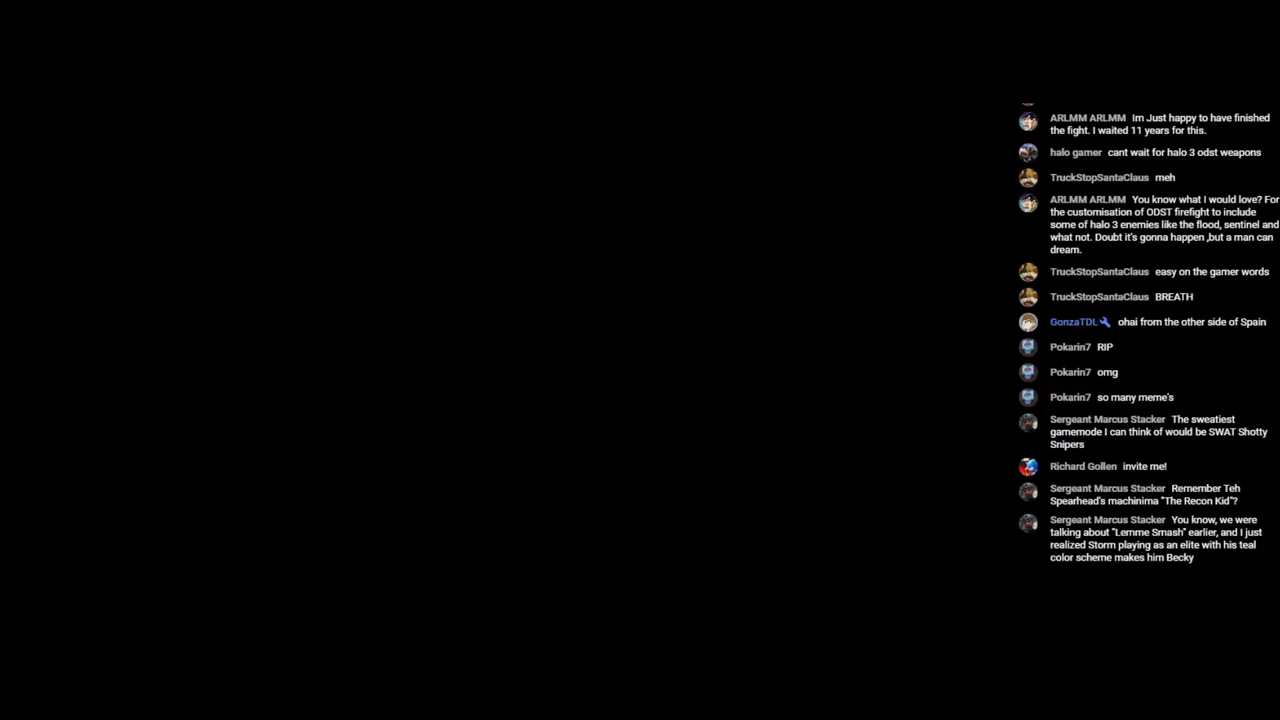 ARLMM ARLMM Im Just happy to have finished
the fight. I waited 11 years for this.
halo gamer cant wait for halo 3 odst weapons
TruckStopSantaClaus meh
ARLMM ARLMM You know what I would love? For
the customisation of ODST firefight to include
some of halo 3 enemies like the flood, sentinel and
what not. Doubt it's gonna happen ,but a man can
dream.
TruckStopSantaClaus easy on the gamer words
TruckStopSantaClaus BREATH
GonzaTDL ohai from the other side of Spain
Pokarin7 RIP
Pokarin7 omg
Pokarin7 so many meme's
Sergeant Marcus Stacker The sweatiest
gamemode I can think of would be SWAT Shotty
Snipers
Richard Gollen invite me!
Sergeant Marcus Stacker Remember Teh
Spearhead's machinima "The Recon Kid"?
Sergeant Marcus Stacker You know, we were
talking about "Lemme Smash" earlier, and I just
realized Storm playing as an elite with his teal
color scheme makes him Becky